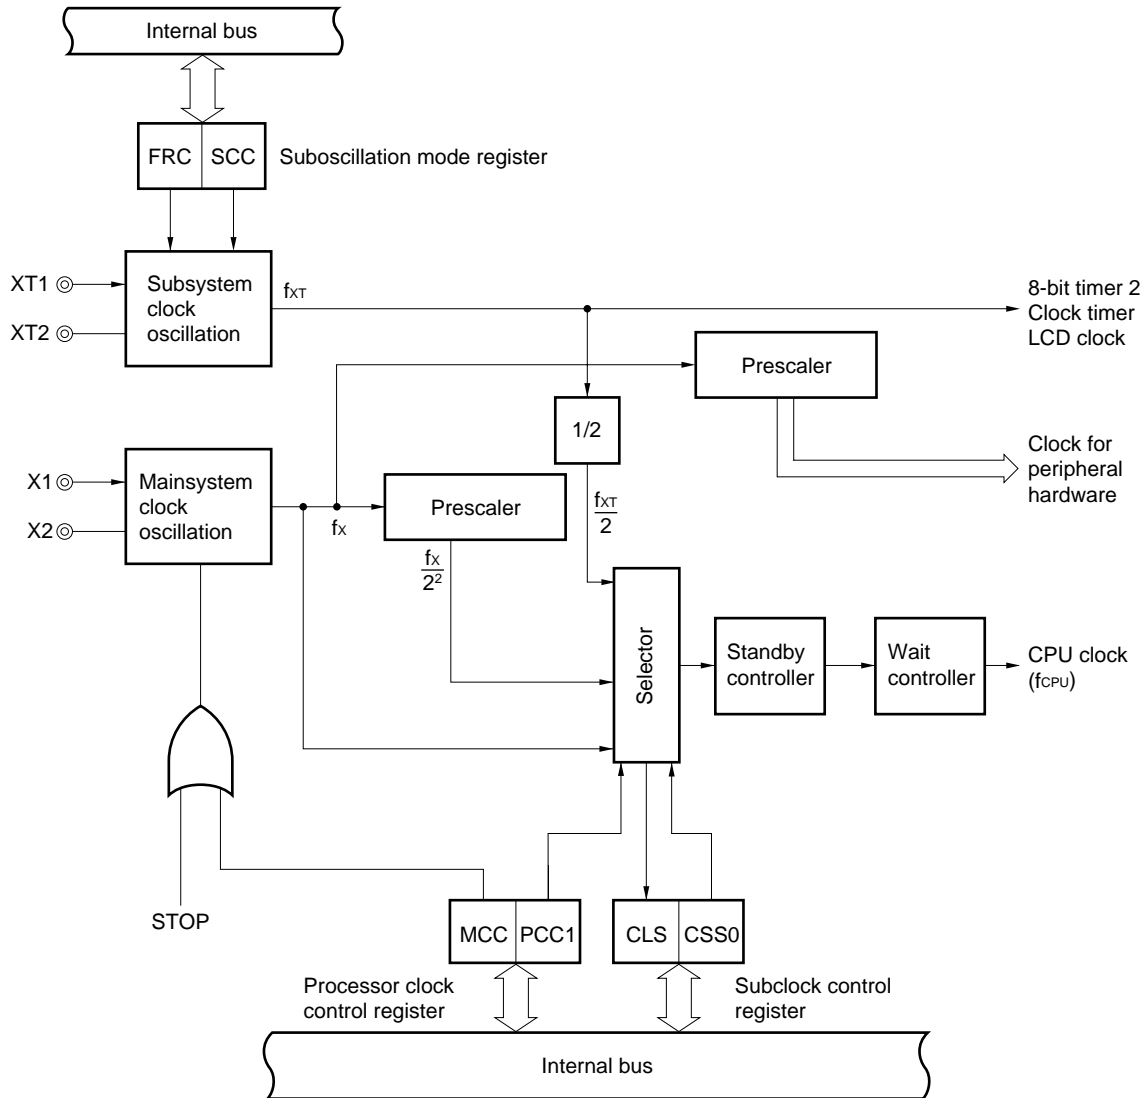 Internal bus
FRC SCC Suboscillation mode register
XT1
XT2
Subsystem
clock
oscillation
fXT
8-bit timer 2
Clock timer
LCD clock
Prescaler
1/2
Clock for
peripheral
hardware
X1
X2
Mainsystem
clock
oscillation
fX
Prescaler
fXT
2
fX
2²
Selector
Standby
controller
Wait
controller
CPU clock
(fCPU)
STOP
MCC PCC1
CLS CSS0
Processor clock
control register
Subclock control
register
Internal bus